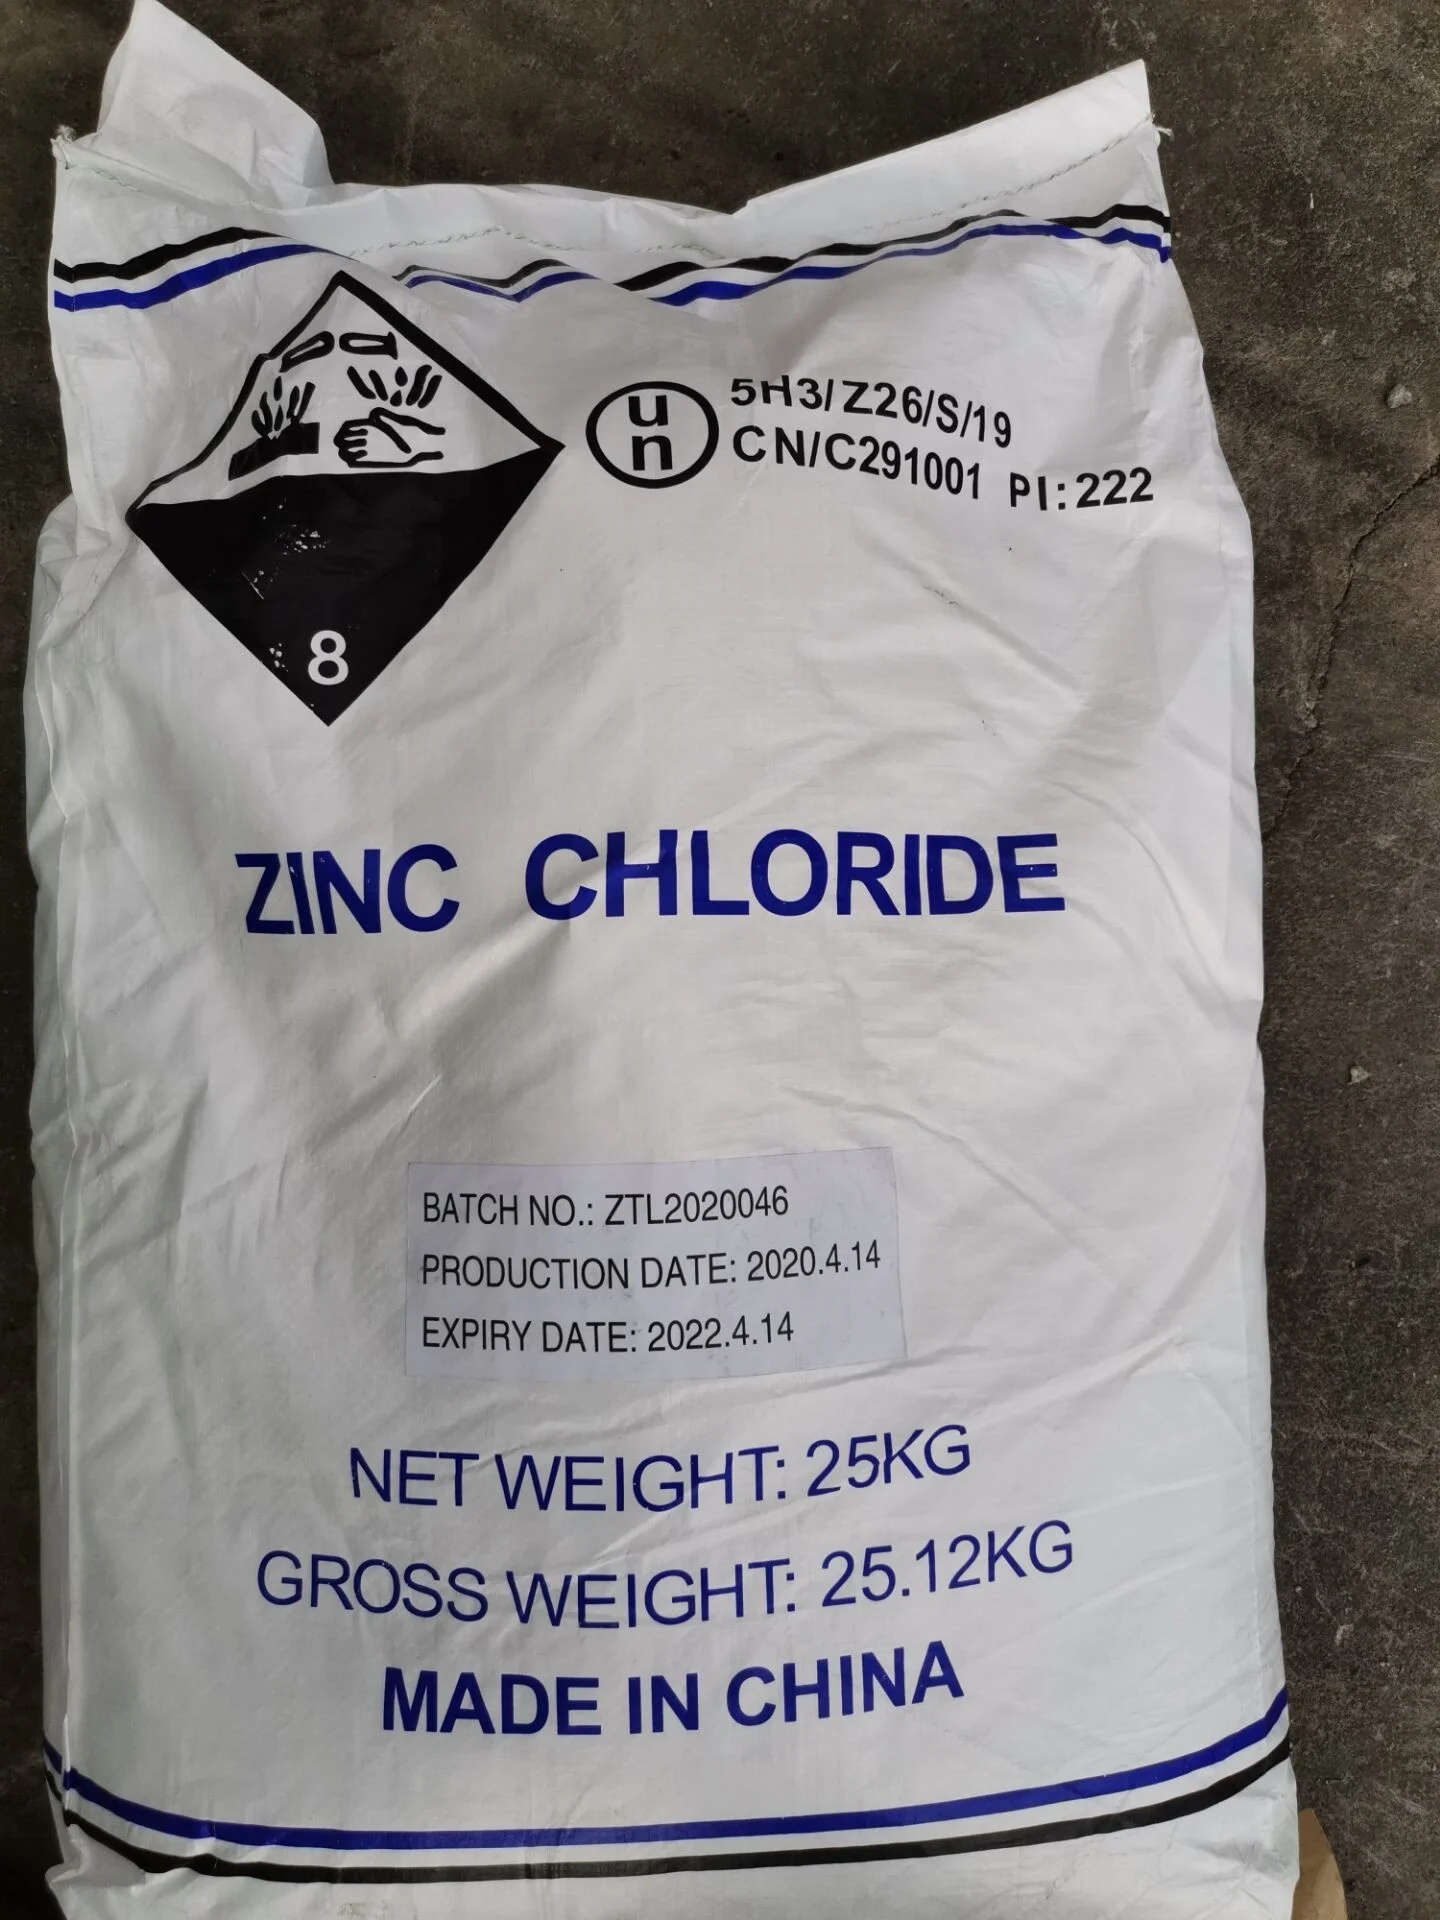 un
5H3/Z26/S/19
CN/C291001 PI:222
8
ZINC CHLORIDE
BATCH NO.: ZTL2020046
PRODUCTION DATE: 2020.4.14
EXPIRY DATE: 2022.4.14
NET WEIGHT: 25KG
GROSS WEIGHT: 25.12KG
MADE IN CHINA